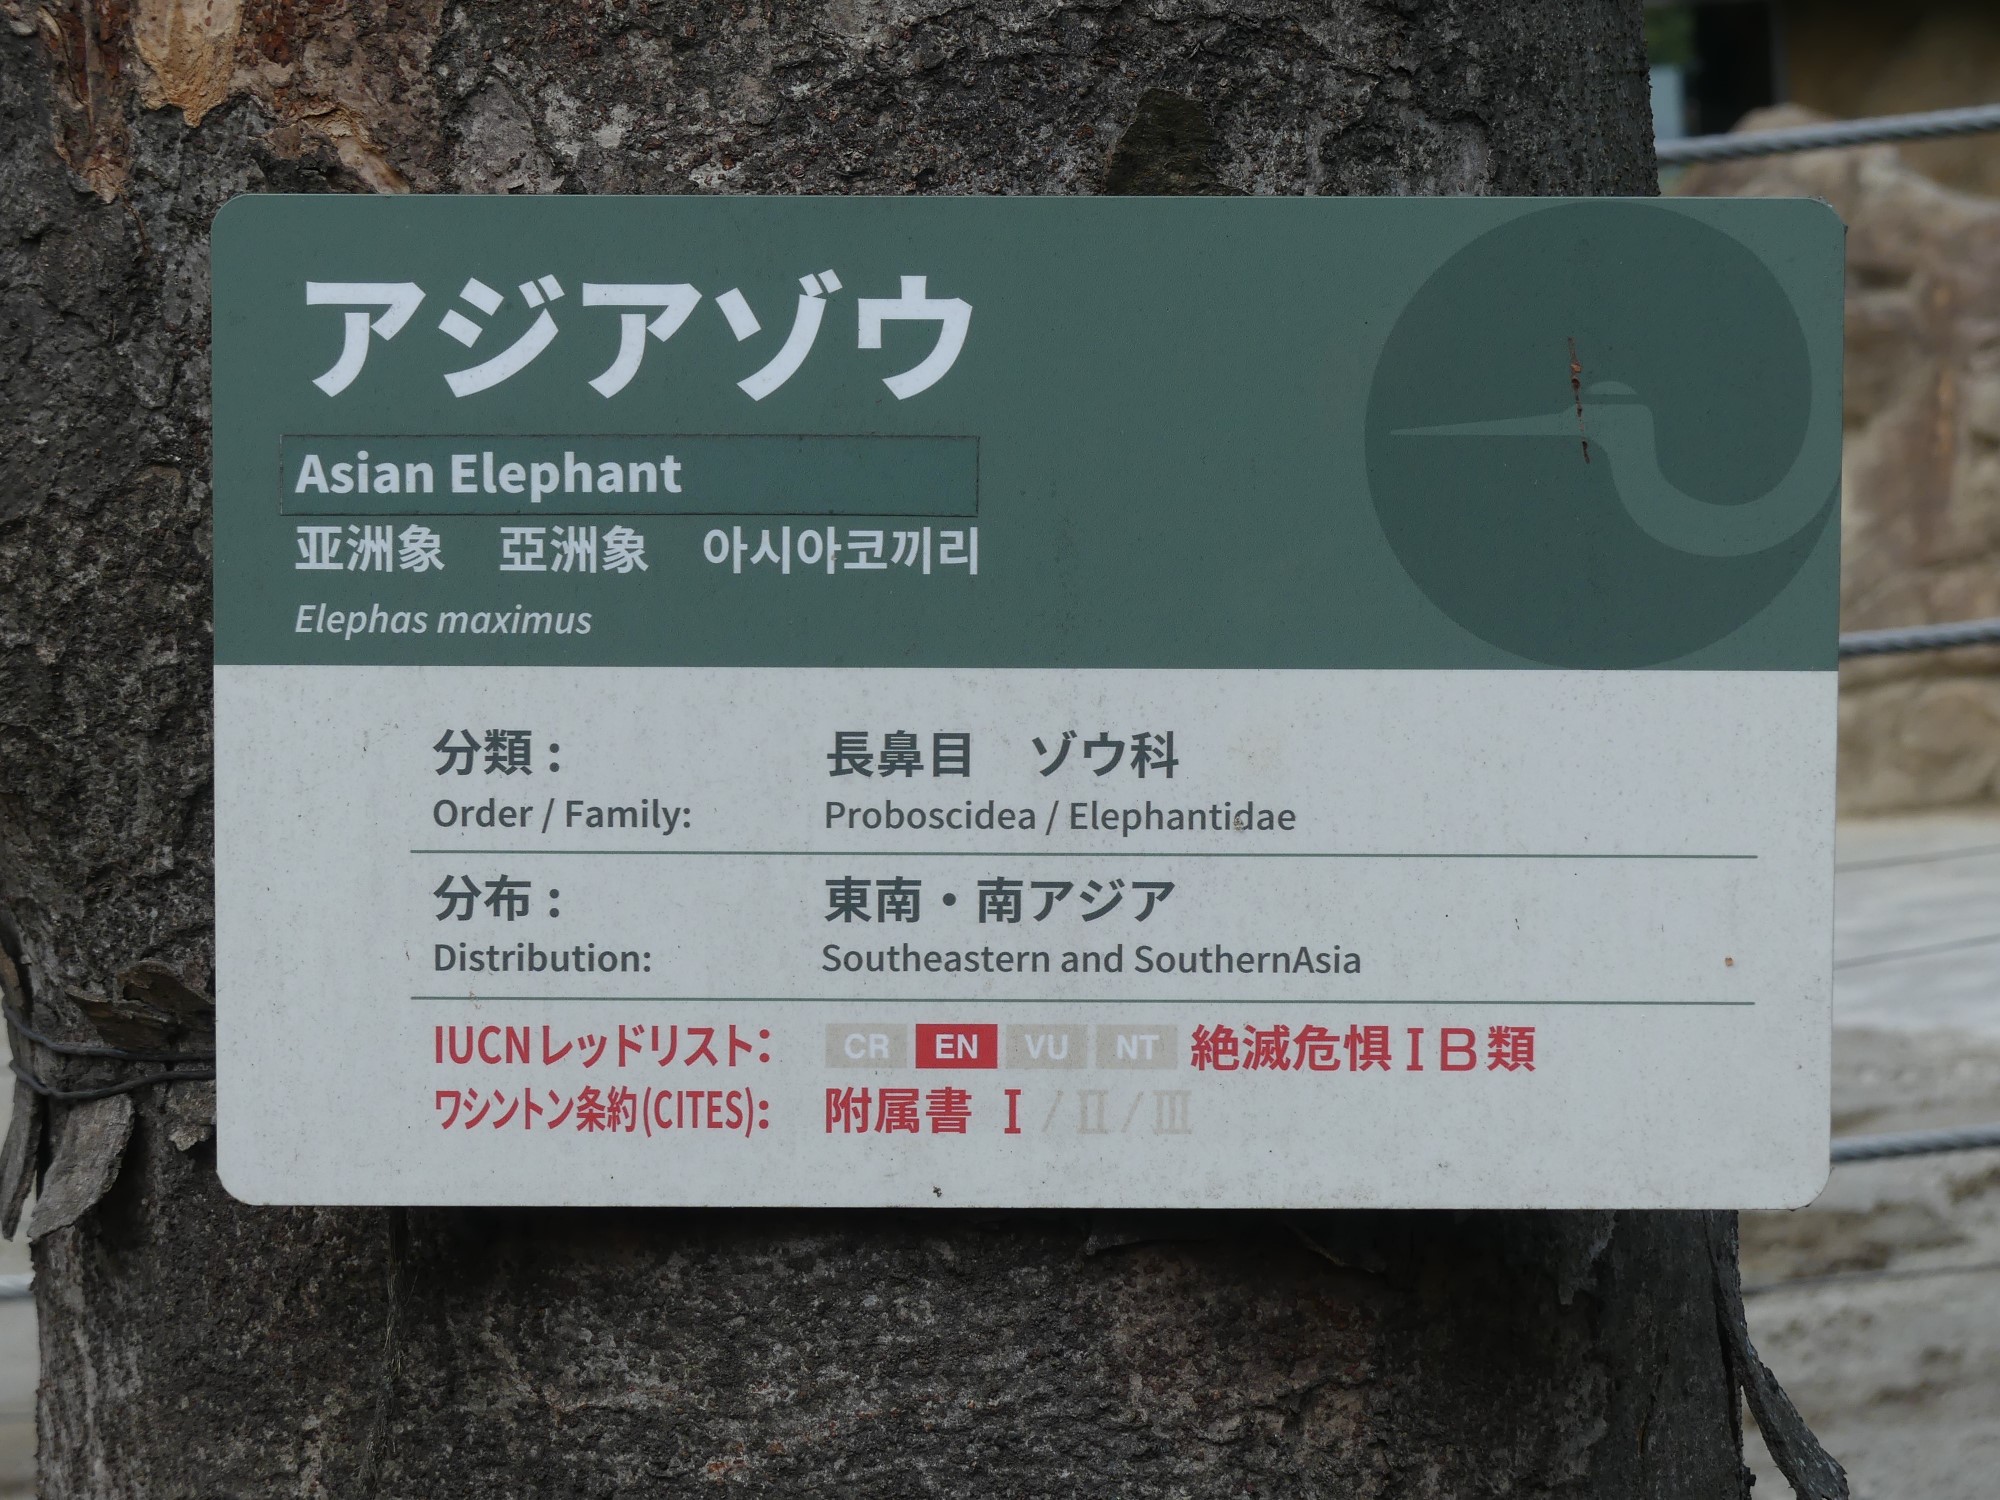 アジアゾウ
Asian Elephant
亚洲象　亞洲象　아시아코끼리
Elephas maximus
分類：　長鼻目　ゾウ科
Order / Family: Proboscidea / Elephantidae
分布：　東南・南アジア
Distribution: Southeastern and SouthernAsia
IUCNレッドリスト： CR EN VU NT 絶滅危惧ⅠB類
ワシントン条約(CITES)： 附属書 Ⅰ/Ⅱ/Ⅲ